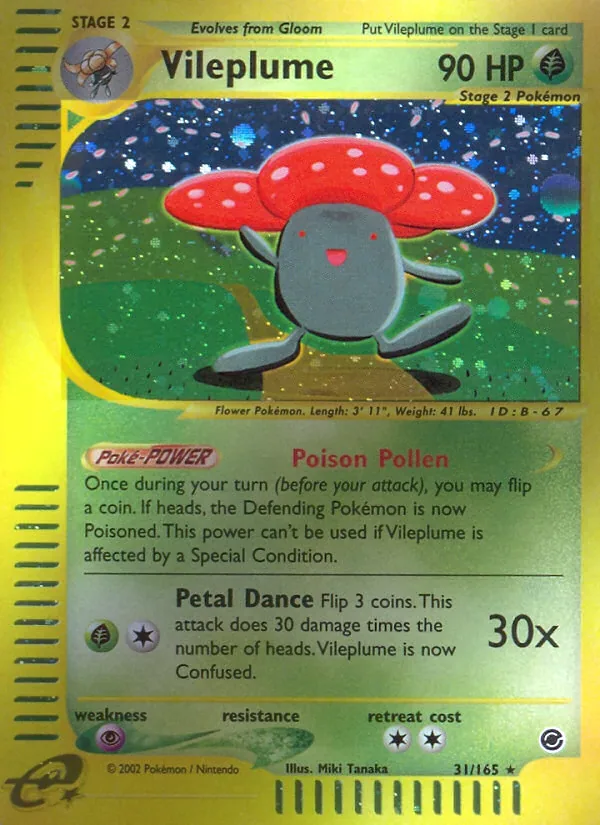 STAGE 2
Evolves from Gloom
Put Vileplume on the Stage 1 card
Vileplume
90 HP
Stage 2 Pokémon
Flower Pokémon. Length: 3' 11", Weight: 41 lbs. ID: B - 67
Poké-POWER
Poison Pollen
Once during your turn (before your attack), you may flip
a coin. If heads, the Defending Pokémon is now
Poisoned. This power can't be used if Vileplume is
affected by a Special Condition.
Petal Dance Flip 3 coins. This
attack does 30 damage times the
number of heads. Vileplume is now
Confused.
30x
weakness
resistance
retreat cost
© 2002 Pokémon / Nintendo
Illus. Miki Tanaka
31/165 ★
e